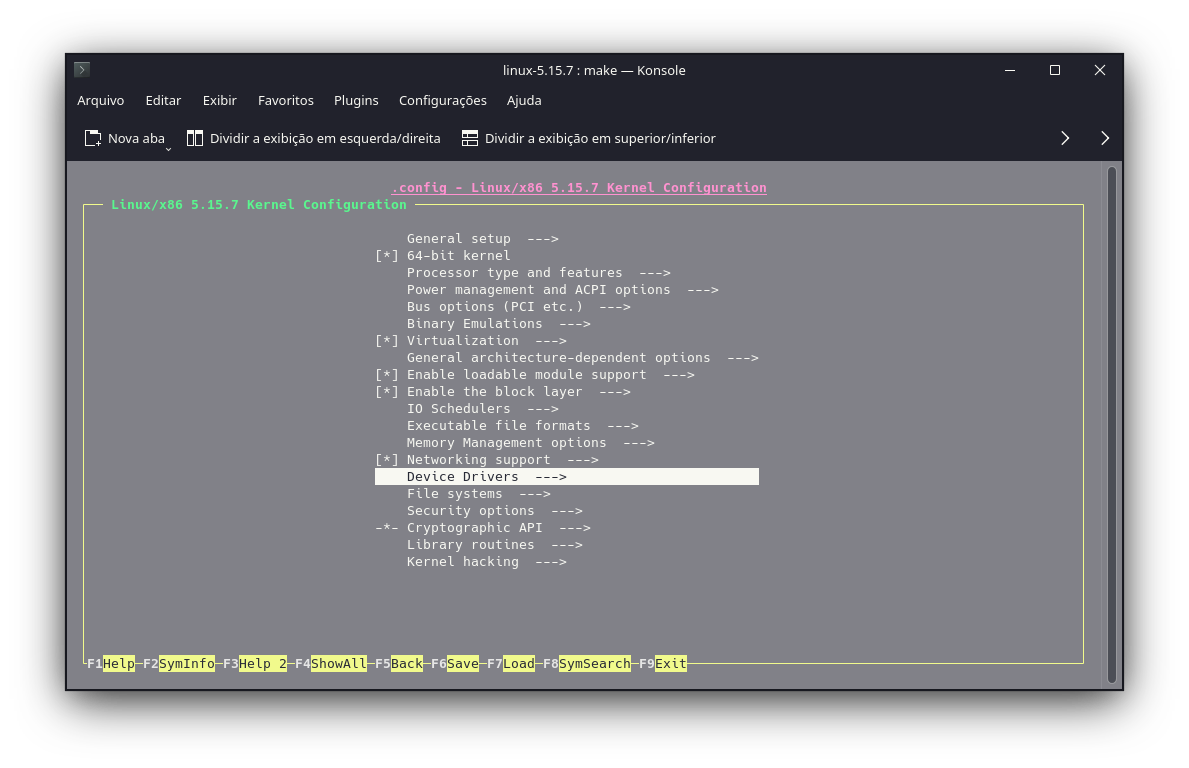 linux-5.15.7 : make — Konsole
Arquivo Editar Exibir Favoritos Plugins Configurações Ajuda
Nova aba Dividir a exibição em esquerda/direita Dividir a exibição em superior/inferior
.config - Linux/x86 5.15.7 Kernel Configuration
Linux/x86 5.15.7 Kernel Configuration
General setup --->
[*] 64-bit kernel
Processor type and features --->
Power management and ACPI options --->
Bus options (PCI etc.) --->
Binary Emulations --->
[*] Virtualization --->
General architecture-dependent options --->
[*] Enable loadable module support --->
[*] Enable the block layer --->
IO Schedulers --->
Executable file formats --->
Memory Management options --->
[*] Networking support --->
Device Drivers --->
File systems --->
Security options --->
-*- Cryptographic API --->
Library routines --->
Kernel hacking --->
F1Help F2SymInfo F3Help 2 F4ShowAll F5Back F6Save F7Load F8SymSearch F9Exit